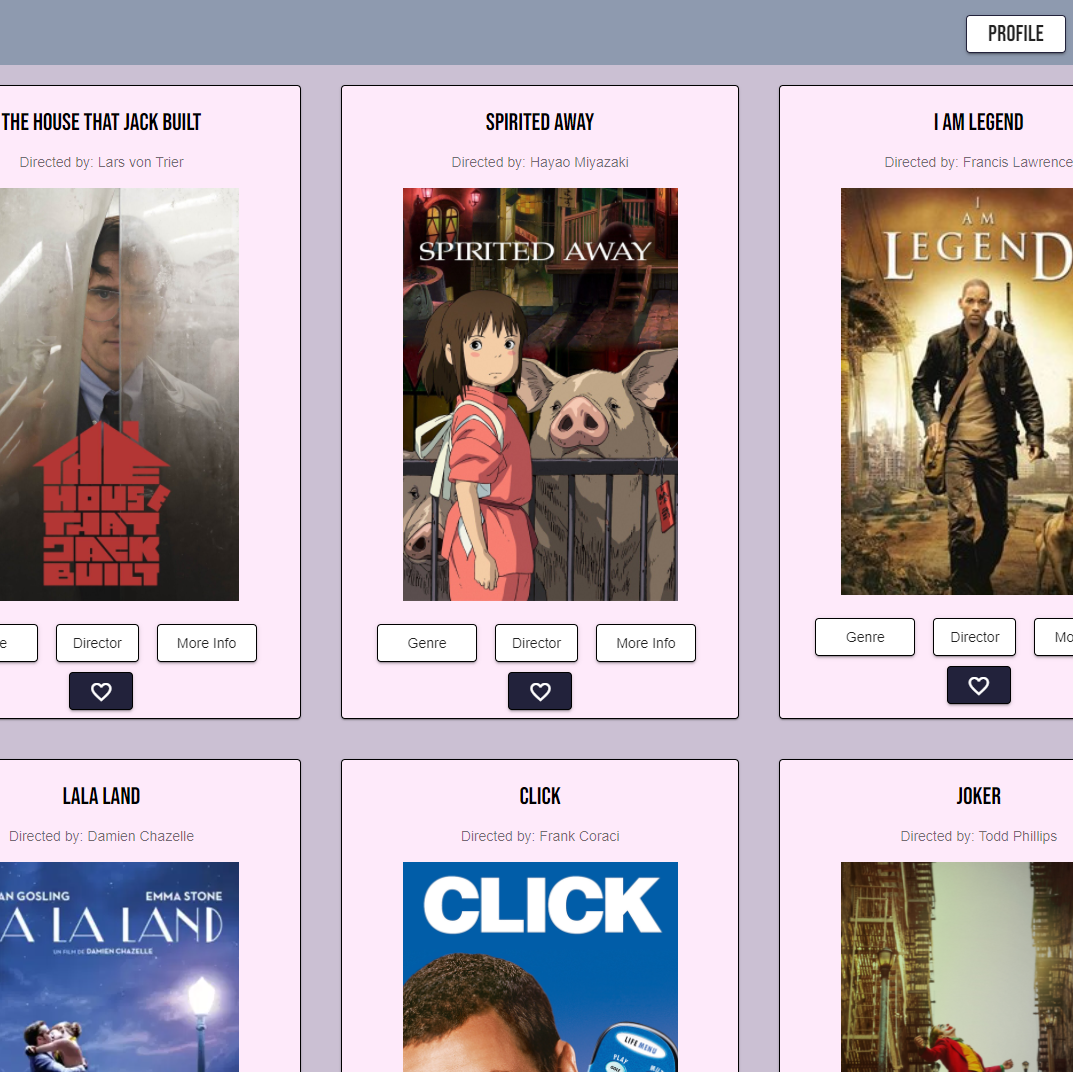 PROFILE
THE HOUSE THAT JACK BUILT
Directed by: Lars von Trier
THE
HOUSE
THAT
JACK
BUILT
e
Director
More Info
SPIRITED AWAY
Directed by: Hayao Miyazaki
SPIRITED AWAY
Genre
Director
More Info
I AM LEGEND
Directed by: Francis Lawrence
I
AM
LEGEND
Genre
Director
Mo
LALA LAND
Directed by: Damien Chazelle
AN GOSLING EMMA STONE
A LA LAND
UN FILM DE DAMIEN CHAZELLE
CLICK
Directed by: Frank Coraci
CLICK
LIFE MENU
PLAY
JOKER
Directed by: Todd Phillips